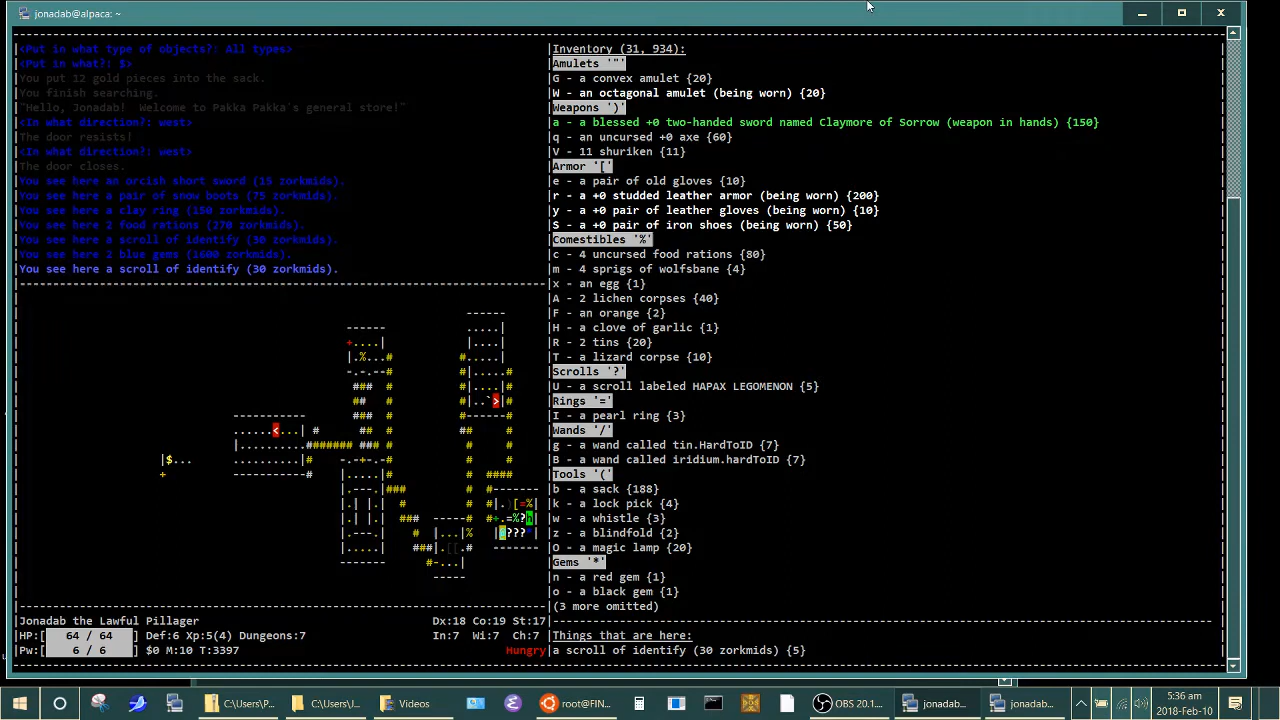 jonadab@alpaca: ~
<Put in what type of objects?: All types>
<Put in what?: $>
You put 12 gold pieces into the sack.
You finish searching.
"Hello, Jonadab!  Welcome to Pakka Pakka's general store!"
<In what direction?: west>
The door resists!
<In what direction?: west>
The door closes.
You see here an orcish short sword (15 zorkmids).
You see here a pair of snow boots (75 zorkmids).
You see here a clay ring (150 zorkmids).
You see here 2 food rations (270 zorkmids).
You see here a scroll of identify (30 zorkmids).
You see here 2 blue gems (1600 zorkmids).
You see here a scroll of identify (30 zorkmids).
Jonadab the Lawful Pillager
Dx:18 Co:19 St:17
HP:[ 64 / 64 ] Def:6 Xp:5(4) Dungeons:7
In:7 Wi:7 Ch:7
Pw:[ 6 / 6 ] $0 M:10 T:3397
Hungry
Inventory (31, 934):
Amulets '"'
G - a convex amulet {20}
W - an octagonal amulet (being worn) {20}
Weapons ')'
a - a blessed +0 two-handed sword named Claymore of Sorrow (weapon in hands) {150}
q - an uncursed +0 axe {60}
V - 11 shuriken {11}
Armor '['
e - a pair of old gloves {10}
r - a +0 studded leather armor (being worn) {200}
y - a +0 pair of leather gloves (being worn) {10}
S - a +0 pair of iron shoes (being worn) {50}
Comestibles '%'
c - 4 uncursed food rations {80}
m - 4 sprigs of wolfsbane {4}
x - an egg {1}
A - 2 lichen corpses {40}
F - an orange {2}
H - a clove of garlic {1}
R - 2 tins {20}
T - a lizard corpse {10}
Scrolls '?'
U - a scroll labeled HAPAX LEGOMENON {5}
Rings '='
I - a pearl ring {3}
Wands '/'
g - a wand called tin.HardToID {7}
B - a wand called iridium.hardToID {7}
Tools '('
b - a sack {188}
k - a lock pick {4}
w - a whistle {3}
z - a blindfold {2}
O - a magic lamp {20}
Gems '*'
n - a red gem {1}
o - a black gem {1}
(3 more omitted)
Things that are here:
a scroll of identify (30 zorkmids) {5}
C:\Users\P...
C:\Users\J...
Videos
root@FIN...
OBS 20.1...
jonadab...
jonadab...
5:36 am
2018-Feb-10